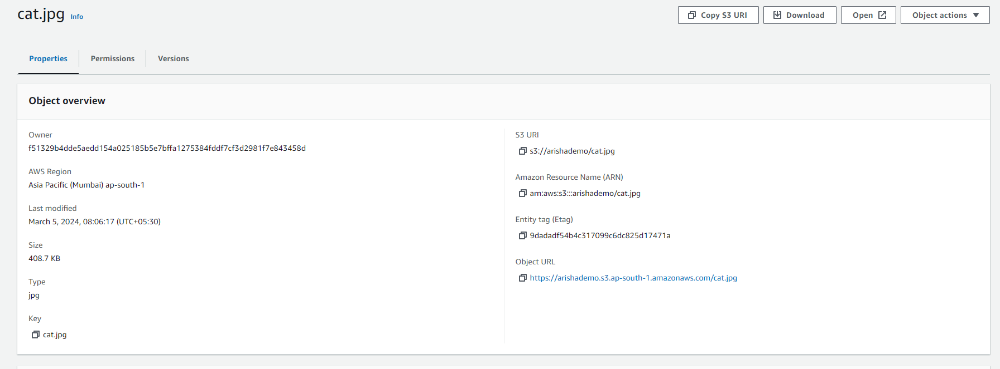 cat.jpg Info
Copy S3 URI
Download
Open
Object actions
Properties
Permissions
Versions
Object overview
Owner
f51329b4dde5aedd154a025185b5e7bffa1275384fddf7cf3d2981f7e843458d
AWS Region
Asia Pacific (Mumbai) ap-south-1
Last modified
March 5, 2024, 08:06:17 (UTC+05:30)
Size
408.7 KB
Type
jpg
Key
cat.jpg
S3 URI
s3://arishademo/cat.jpg
Amazon Resource Name (ARN)
arn:aws:s3:::arishademo/cat.jpg
Entity tag (Etag)
9dadadf54b4c317099c6dc825d17471a
Object URL
https://arishademo.s3.ap-south-1.amazonaws.com/cat.jpg